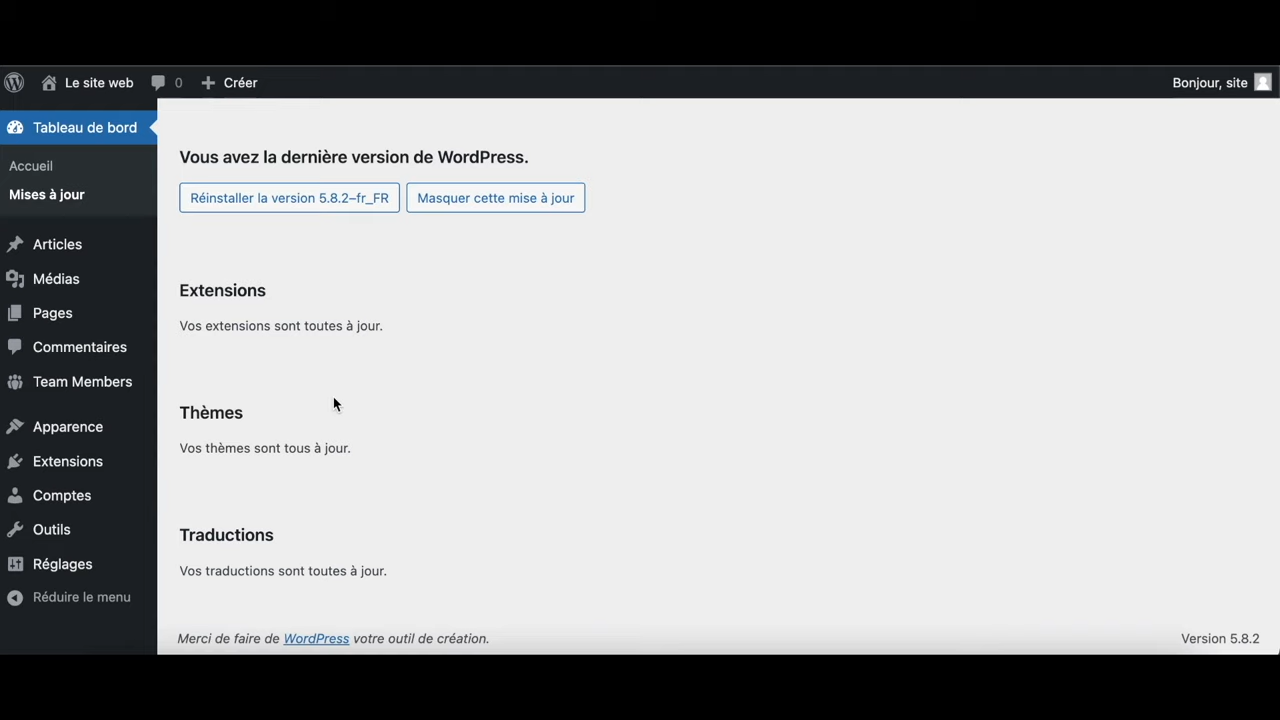 Le site web
0
Créer
Bonjour, site
Tableau de bord
Accueil
Mises à jour
Articles
Médias
Pages
Commentaires
Team Members
Apparence
Extensions
Comptes
Outils
Réglages
Réduire le menu
Vous avez la dernière version de WordPress.
Réinstaller la version 5.8.2–fr_FR
Masquer cette mise à jour
Extensions
Vos extensions sont toutes à jour.
Thèmes
Vos thèmes sont tous à jour.
Traductions
Vos traductions sont toutes à jour.
Merci de faire de WordPress votre outil de création.
Version 5.8.2